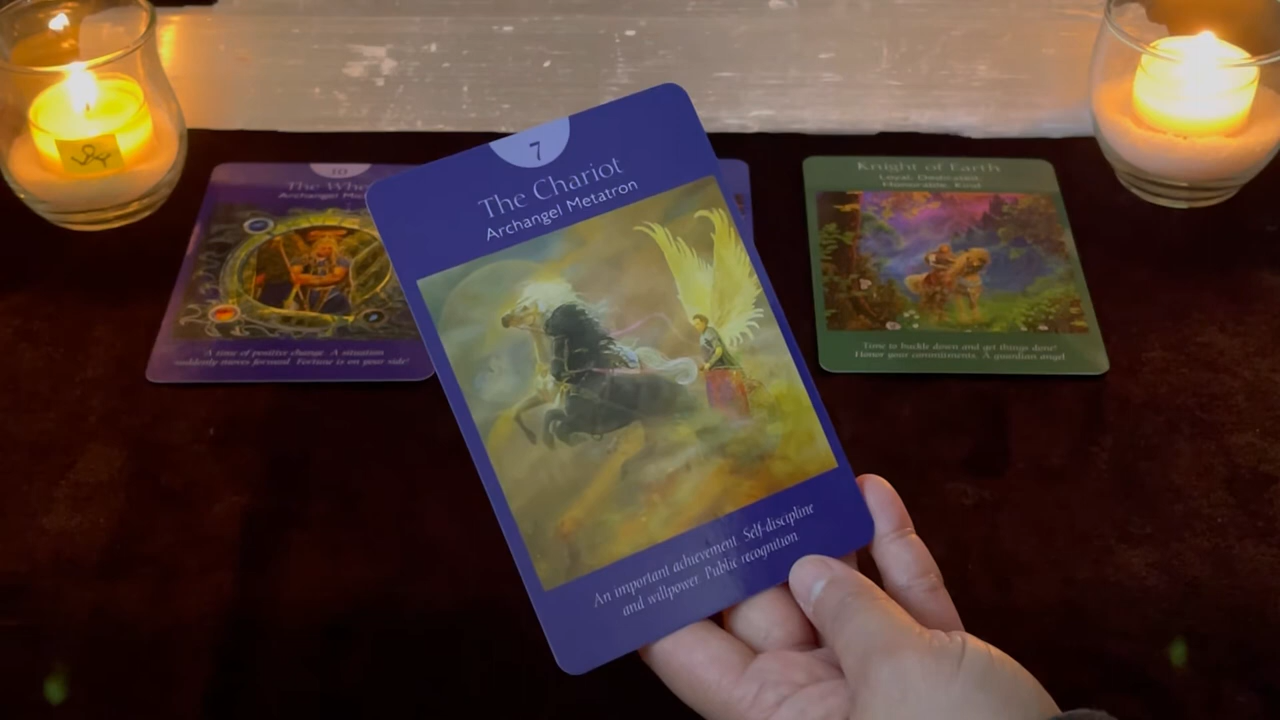 7
The Chariot
Archangel Metatron
An important achievement Self-discipline
and willpower Public recognition
10
The Whe
Archangel
A time of positive change. A situation
suddenly moves forward Fortune is on your side!
Knight of Earth
Loyal, Dedicated,
Honorable, Kind
Time to buckle down and get things done!
Honor your commitments. A guardian angel